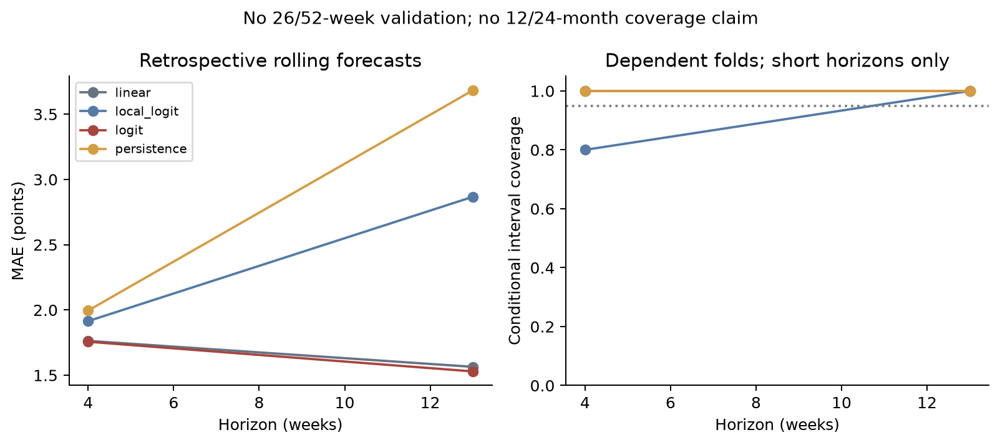 No 26/52-week validation; no 12/24-month coverage claim
Retrospective rolling forecasts
linear
local_logit
logit
persistence
3.5
3.0
2.5
2.0
1.5
MAE (points)
4
6
8
10
12
Horizon (weeks)
Dependent folds; short horizons only
1.0
0.8
0.6
0.4
0.2
0.0
Conditional interval coverage
4
6
8
10
12
Horizon (weeks)